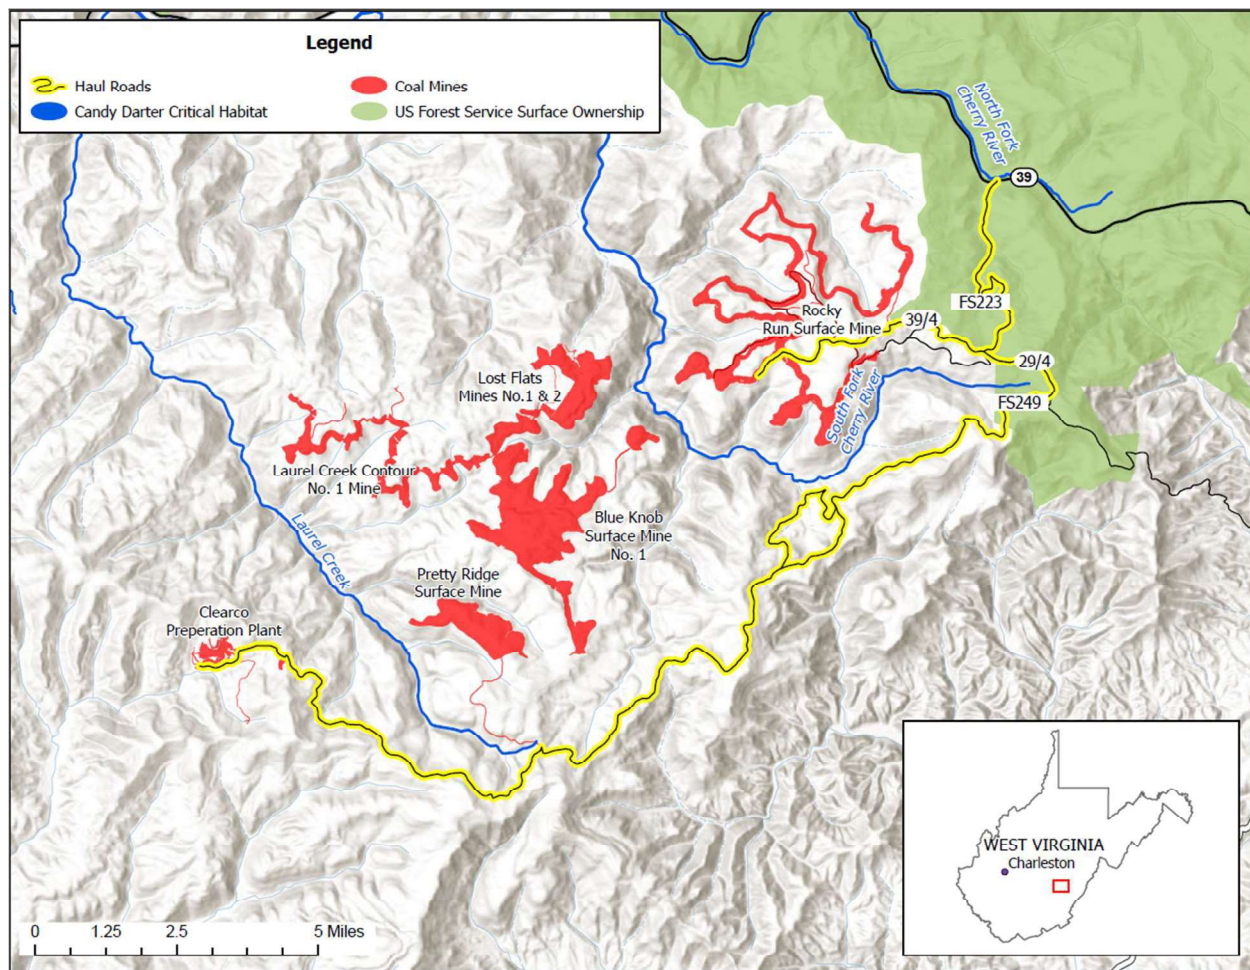 Legend
Haul Roads
Coal Mines
Candy Darter Critical Habitat
US Forest Service Surface Ownership
North Fork
Cherry River
39
FS223
Rocky
Run Surface Mine
39/4
29/4
FS249
South Fork
Cherry River
Lost Flats
Mines No.1 & 2
Laurel Creek Contour
No. 1 Mine
Blue Knob
Surface Mine
No. 1
Laurel Creek
Pretty Ridge
Surface Mine
Clearco
Preperation Plant
WEST VIRGINIA
Charleston
0 1.25 2.5 5 Miles